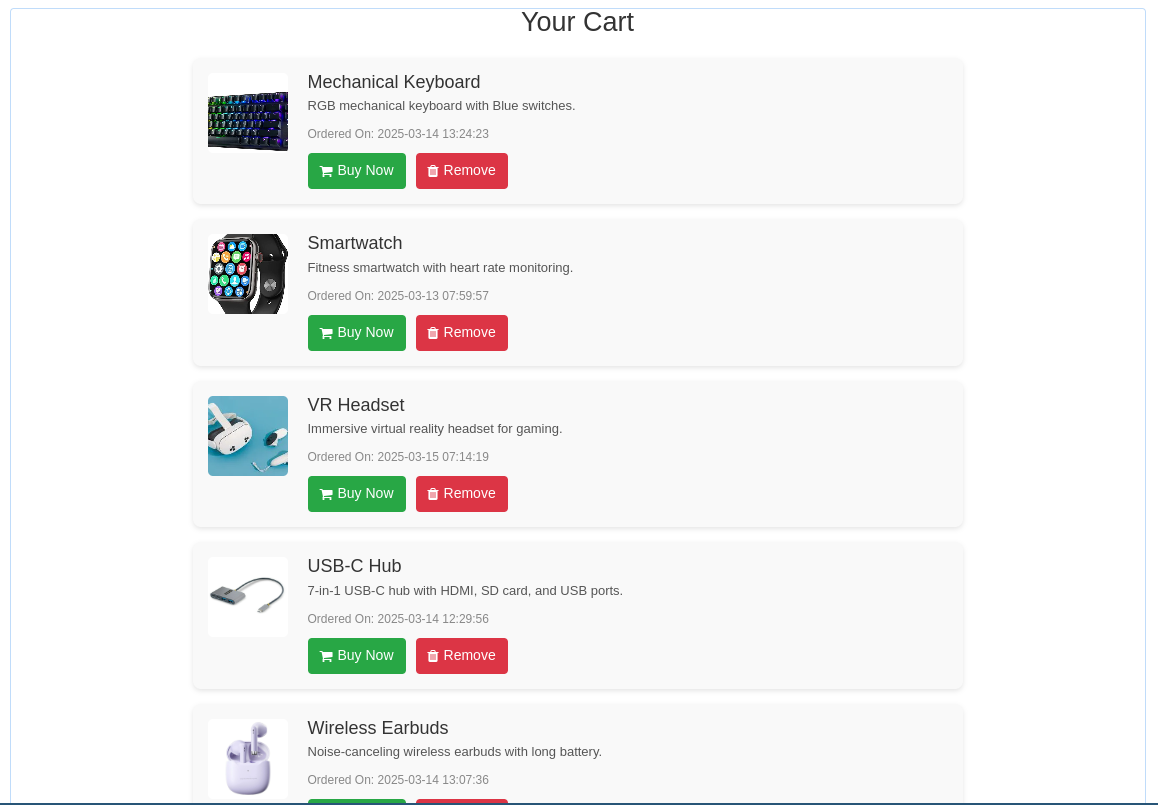 Your Cart
Mechanical Keyboard
RGB mechanical keyboard with Blue switches.
Ordered On: 2025-03-14 13:24:23
Buy Now Remove
Smartwatch
Fitness smartwatch with heart rate monitoring.
Ordered On: 2025-03-13 07:59:57
Buy Now Remove
VR Headset
Immersive virtual reality headset for gaming.
Ordered On: 2025-03-15 07:14:19
Buy Now Remove
USB-C Hub
7-in-1 USB-C hub with HDMI, SD card, and USB ports.
Ordered On: 2025-03-14 12:29:56
Buy Now Remove
Wireless Earbuds
Noise-canceling wireless earbuds with long battery.
Ordered On: 2025-03-14 13:07:36